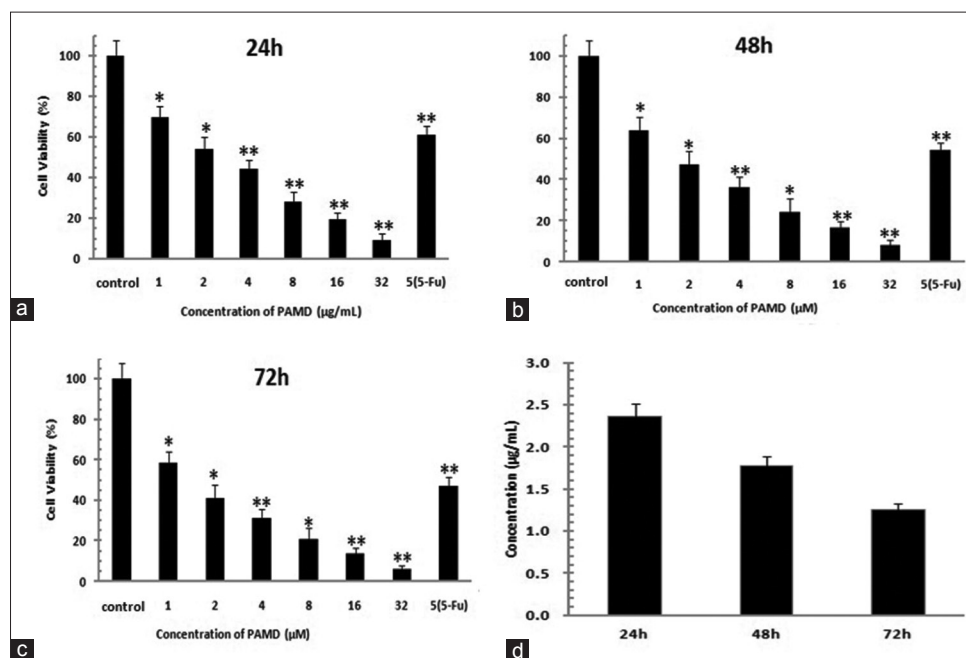 24h
Cell Viability (%)
100
80
60
40
20
0
*
*
**
**
**
**
**
control 1 2 4 8 16 32 5(5-Fu)
Concentration of PAMD (µg/mL)
a
48h
100
80
60
40
20
0
*
*
**
*
**
**
**
control 1 2 4 8 16 32 5(5-Fu)
Concentration of PAMD (µM)
b
72h
Cell Viability (%)
100
80
60
40
20
0
*
*
**
*
**
**
**
control 1 2 4 8 16 32 5(5-Fu)
Concentration of PAMD (µM)
c
Concentration (µg/mL)
3.0
2.5
2.0
1.5
1.0
0.5
0.0
24h 48h 72h
d